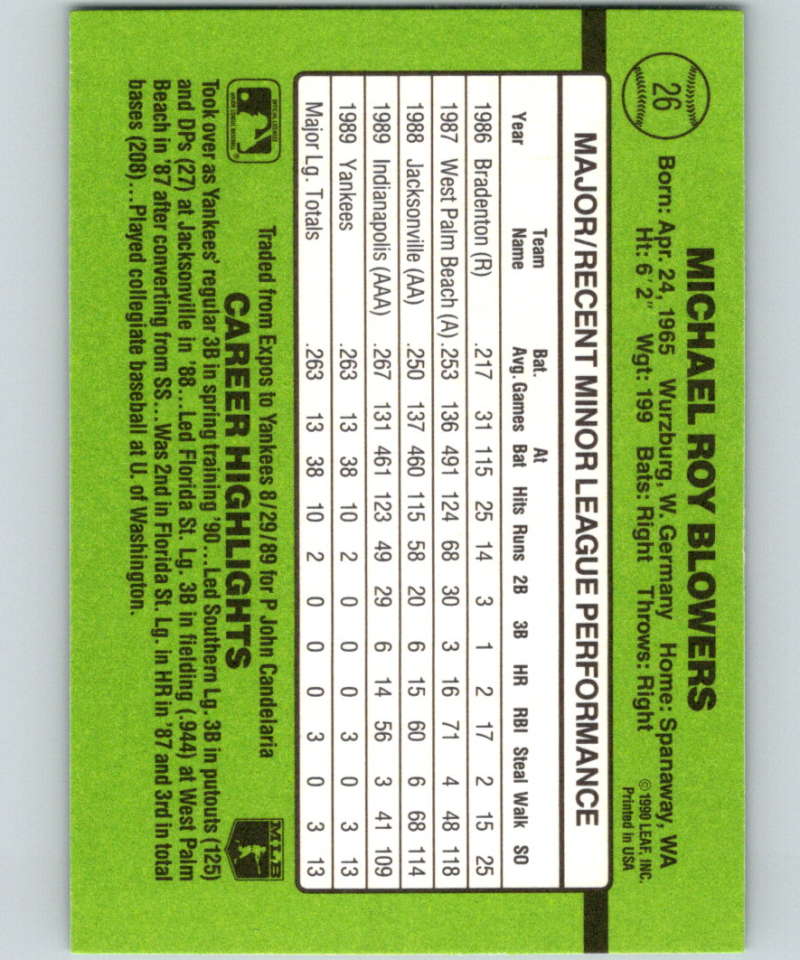 26
MICHAEL ROY BLOWERS
Born: Apr. 24, 1965 Wurzburg, W. Germany Home: Spanaway, WA
Ht: 6'2" Wgt: 199 Bats: Right Throws: Right
© 1990 LEAF, INC.
Printed in USA
MAJOR/RECENT MINOR LEAGUE PERFORMANCE
Year Team Name Bat. Avg. Games At Bat Hits Runs 2B 3B HR RBI Steal Walk SO
1986 Bradenton (R) .217 31 115 25 14 3 1 2 17 2 15 25
1987 West Palm Beach (A) .253 136 491 124 68 30 3 16 71 4 48 118
1988 Jacksonville (AA) .250 137 460 115 58 20 6 15 60 6 68 114
1989 Indianapolis (AAA) .267 131 461 123 49 29 6 14 56 3 41 109
1989 Yankees .263 13 38 10 2 0 0 0 3 0 3 13
Major Lg. Totals .263 13 38 10 2 0 0 0 3 0 3 13
Traded from Expos to Yankees 8/29/89 for P John Candelaria
CAREER HIGHLIGHTS
MLB
Took over as Yankees' regular 3B in spring training '90...Led Southern Lg. 3B in putouts (125)
and DPs (27) at Jacksonville in '88...Led Florida St. Lg. 3B in fielding (.944) at West Palm
Beach in '87 after converting from SS...Was 2nd in Florida St. Lg. in HR in '87 and 3rd in total
bases (208)...Played collegiate baseball at U. of Washington.